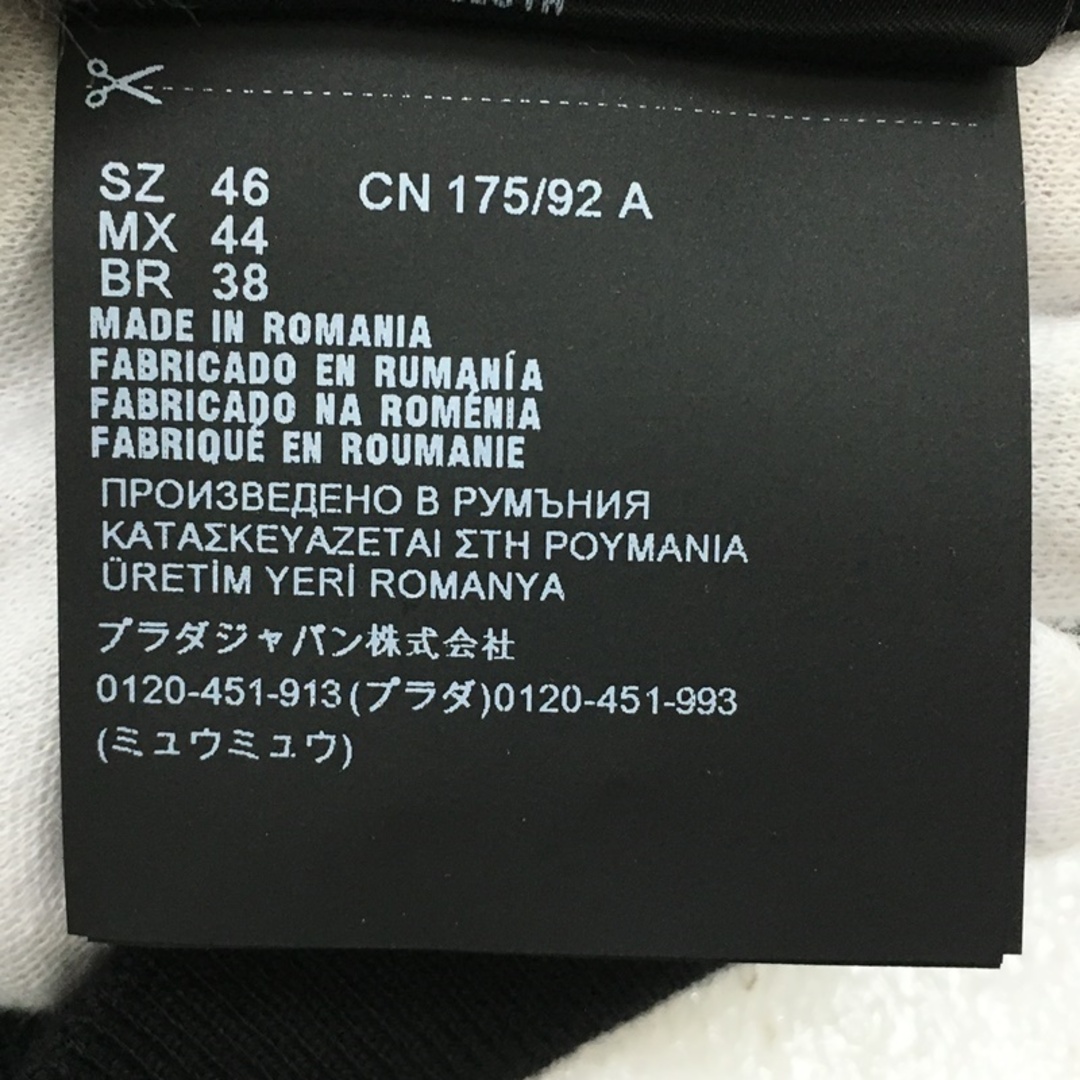 SZ 46 CN 175/92 A
MX 44
BR 38
MADE IN ROMANIA
FABRICADO EN RUMANÍA
FABRICADO NA ROMÉNIA
FABRIQUÉ EN ROUMANIE
ПРОИЗВЕДЕНО В РУМЪНИЯ
ΚΑΤΑΣΚΕΥΑΖΕΤΑΙ ΣΤΗ ΡΟΥΜΑΝΙΑ
ÜRETİM YERİ ROMANYA
プラダジャパン株式会社
0120-451-913(プラダ)0120-451-993
(ミュウミュウ)